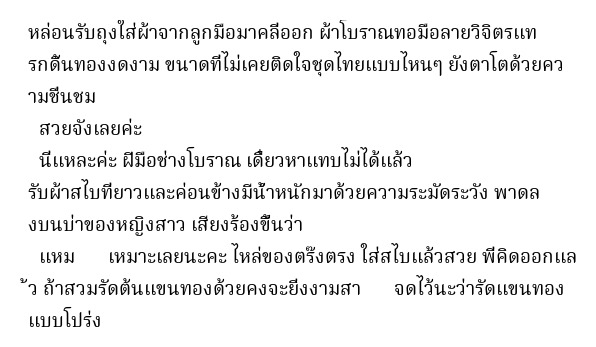 หล่อนรับถุงใส่ผ้าจากลูกมือมาคลี่ออก ผ้าโบราณทอมือลายวิจิตรแท
รกดิ้นทองงดงาม ขนาดที่ไม่เคยติดใจชุดไทยแบบไหนๆ ยังตาโตด้วยคว
ามชื่นชม
สวยจังเลยค่ะ
นี่แหละค่ะ ฝีมือช่างโบราณ เดี๋ยวหาแทบไม่ได้แล้ว
รับผ้าสไบที่ยาวและค่อนข้างมีน้ำหนักมาด้วยความระมัดระวัง พาดล
งบนบ่าของหญิงสาว เสียงร้องขึ้นว่า
แหม เหมาะเลยนะคะ ไหล่ของตร๊งตรง ใส่สไบแล้วสวย พี่คิดออกแล
้ว ถ้าสวมรัดต้นแขนทองด้วยคงจะยิ่งงามสา จดไว้นะว่ารัดแขนทอง
แบบโปร่ง